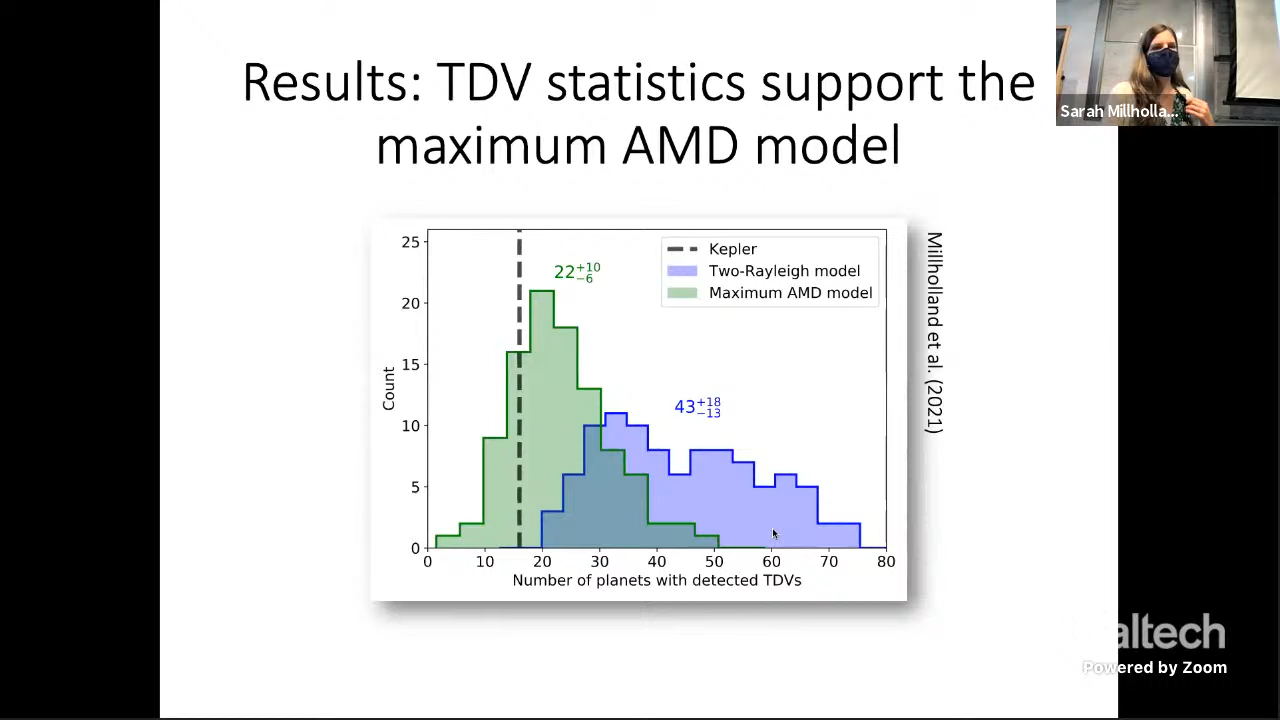 Results: TDV statistics support the
maximum AMD model
Sarah Millholla...
25
20
15
10
5
0
Count
22+10−6
43+18−13
Kepler
Two-Rayleigh model
Maximum AMD model
0 10 20 30 40 50 60 70 80
Number of planets with detected TDVs
Millholland et al. (2021)
altech
Powered by Zoom